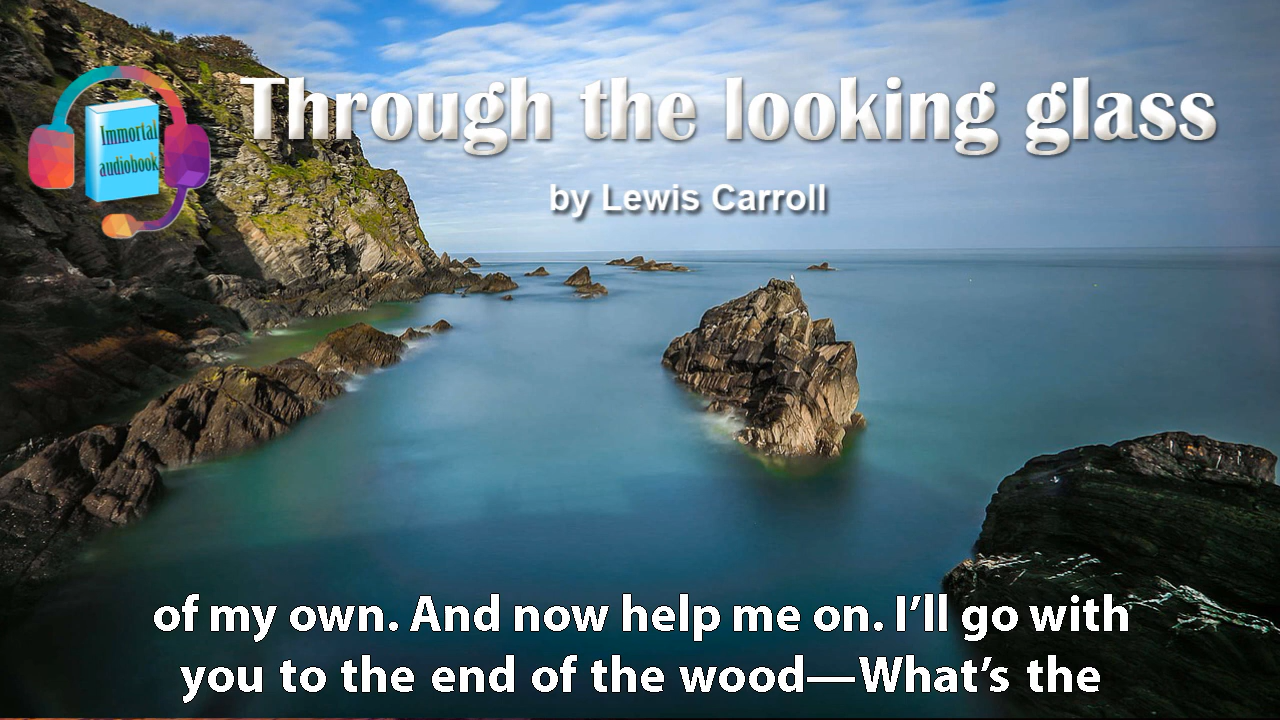 Through the looking glass
by Lewis Carroll
Immortal
audiobook
of my own. And now help me on. I’ll go with
you to the end of the wood—What’s the